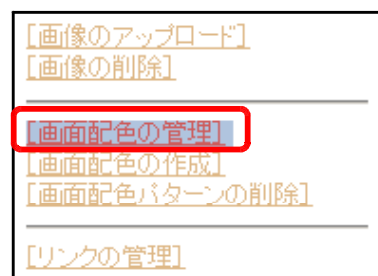 [画像のアップロード]
[画像の削除]
[画面配色の管理]
[画面配色の作成]
[画面配色パターンの削除]
[リンクの管理]